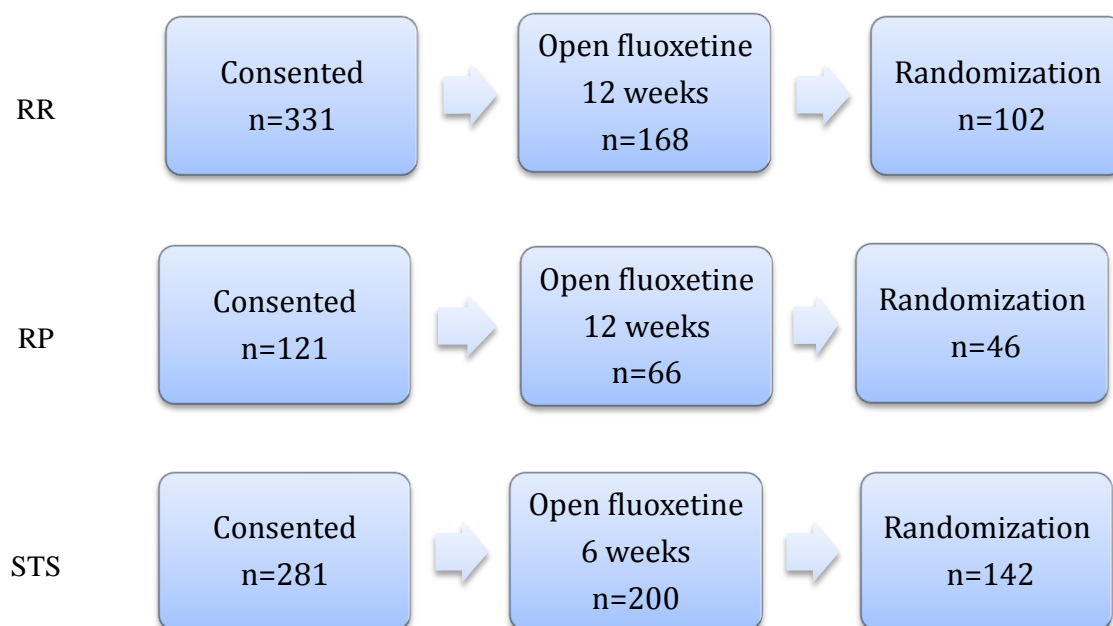 RR
Consented
n=331
Open fluoxetine
12 weeks
n=168
Randomization
n=102
RP
Consented
n=121
Open fluoxetine
12 weeks
n=66
Randomization
n=46
STS
Consented
n=281
Open fluoxetine
6 weeks
n=200
Randomization
n=142